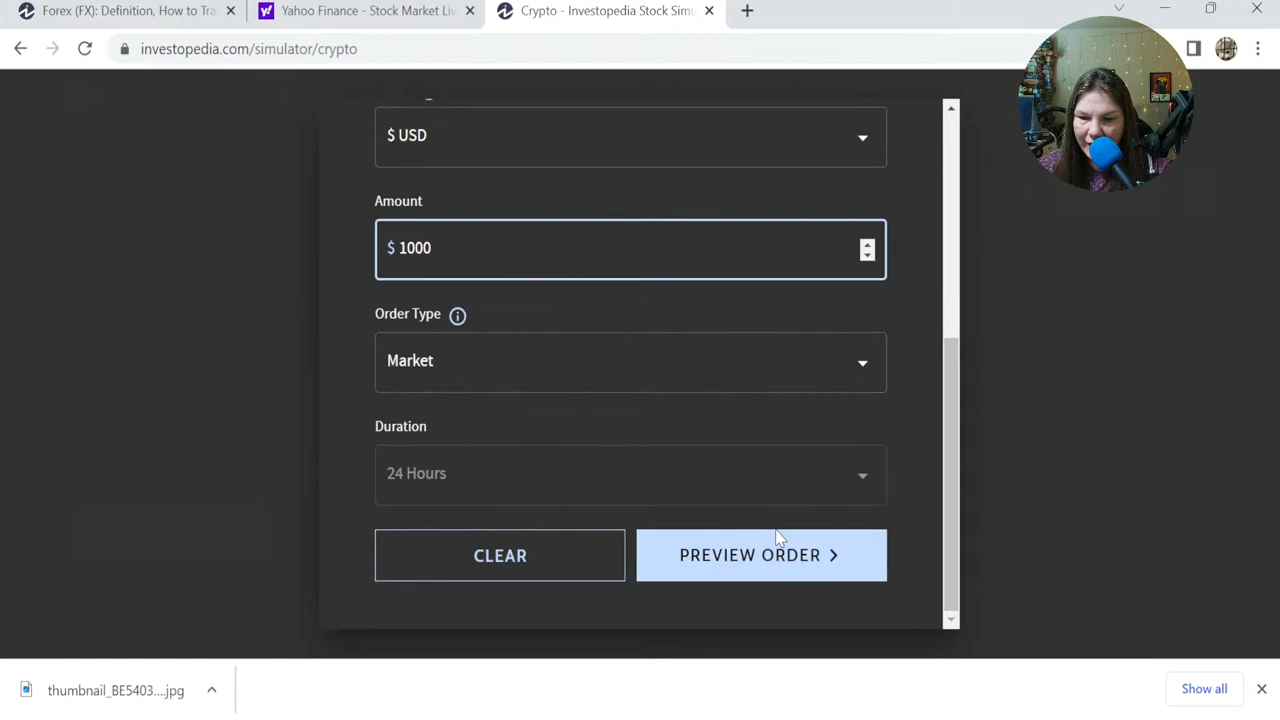 Forex (FX): Definition, How to Tra
Yahoo Finance - Stock Market Liv
Crypto - Investopedia Stock Simu
investopedia.com/simulator/crypto
$ USD
Amount
$ 1000
Order Type
Market
Duration
24 Hours
CLEAR
PREVIEW ORDER
thumbnail_BE5403....jpg
Show all